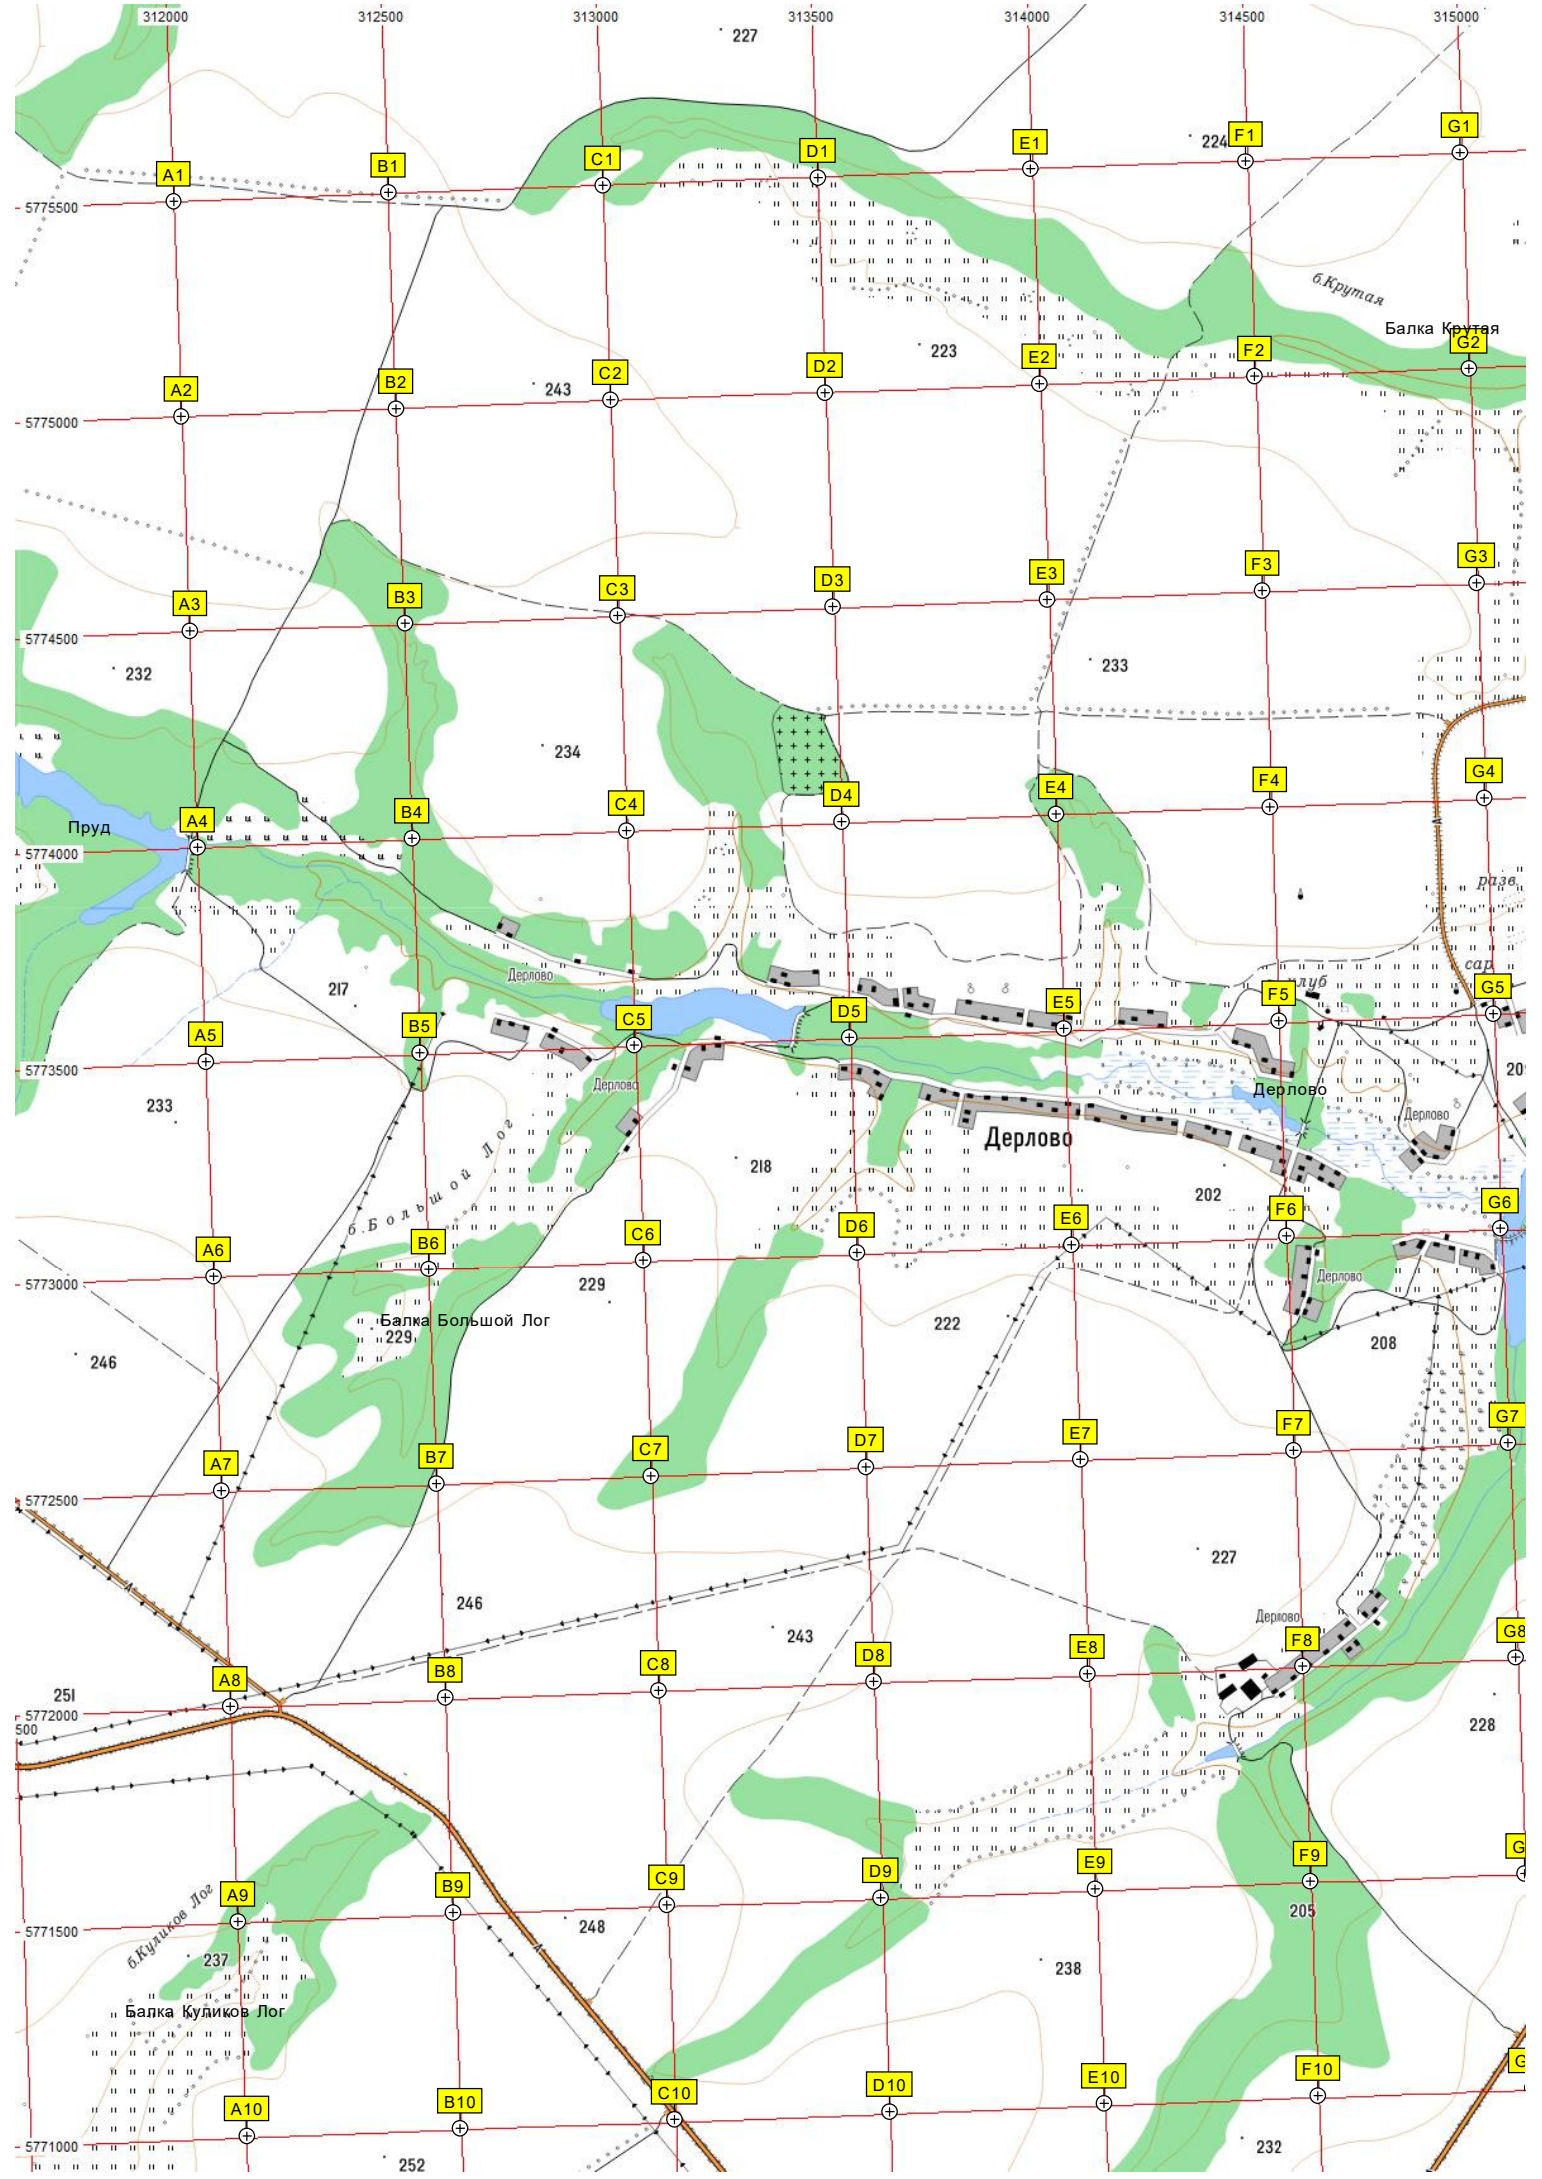 312000 312500 313000 313500 314000 314500 315000
227
224
A1 B1 C1 D1 E1 F1 G1
5775500
б.Крутая
Балка Крутая
223
243
A2 B2 C2 D2 E2 F2 G2
5775000
A3 B3 C3 D3 E3 F3 G3
5774500
232
233
234
A4 B4 C4 D4 E4 F4 G4
Пруд
5774000
разв.
сар.
Дерлово
217
A5 B5 C5 D5 E5 F5 G5
5773500
Дерлово
Дерлово
Дерлово
233
Дерлово
б.Большой Лог
218
202
A6 B6 C6 D6 E6 F6 G6
5773000
229
Дерлово
Балка Большой Лог
229
222
208
246
A7 B7 C7 D7 E7 F7 G7
5772500
227
246
Дерлово
243
A8 B8 C8 D8 E8 F8 G8
251
5772000
500
228
A9 B9 C9 D9 E9 F9 G
205
б.Куликов Лог
248
5771500
237
238
Балка Куликов Лог
A10 B10 C10 D10 E10 F10 G
5771000
232
252